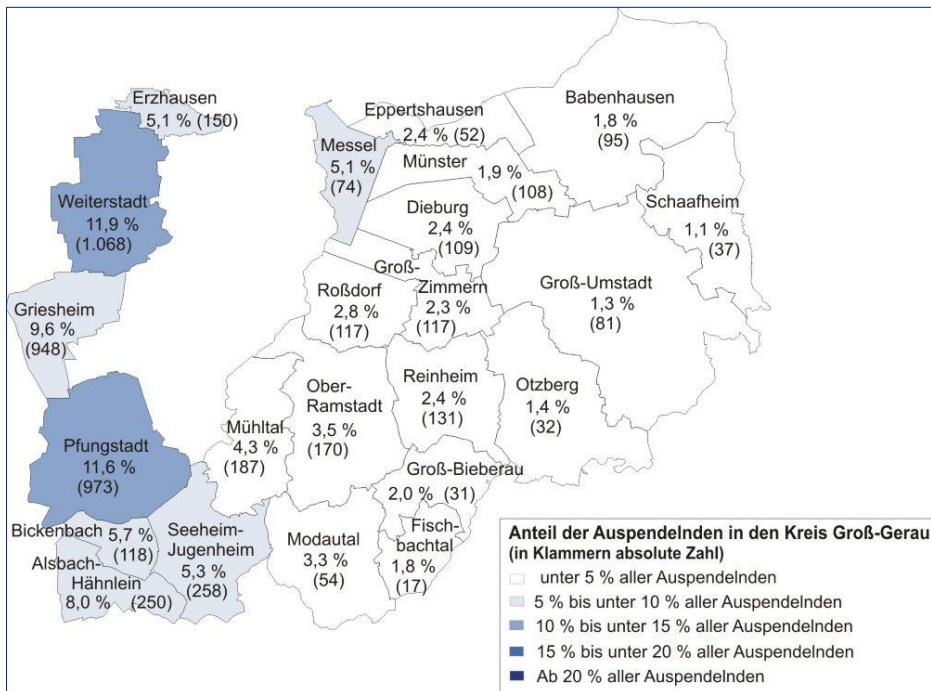 Erzhausen
5,1 % (150)
Eppertshausen
2,4 % (52)
Babenhausen
1,8 %
(95)
Messel
5,1 %
(74)
Münster
1,9 %
(108)
Weiterstadt
11,9 %
(1.068)
Dieburg
2,4 %
(109)
Schaafheim
1,1 %
(37)
Groß-
Zimmern
2,3 %
(117)
Groß-Umstadt
1,3 %
(81)
Griesheim
9,6 %
(948)
Roßdorf
2,8 %
(117)
Ober-
Ramstadt
3,5 %
(170)
Reinheim
2,4 %
(131)
Otzberg
1,4 %
(32)
Mühltal
4,3 %
(187)
Pfungstadt
11,6 %
(973)
Groß-Bieberau
2,0 % (31)
Bickenbach
5,7 %
(118)
Seeheim-
Jugenheim
5,3 %
(258)
Modautal
3,3 %
(54)
Fisch-
bachtal
1,8 %
(17)
Alsbach-
Hähnlein
8,0 % (250)
Anteil der Auspendelnden in den Kreis Groß-Gerau
(in Klammern absolute Zahl)
unter 5 % aller Auspendelnden
5 % bis unter 10 % aller Auspendelnden
10 % bis unter 15 % aller Auspendelnden
15 % bis unter 20 % aller Auspendelnden
Ab 20 % aller Auspendelnden